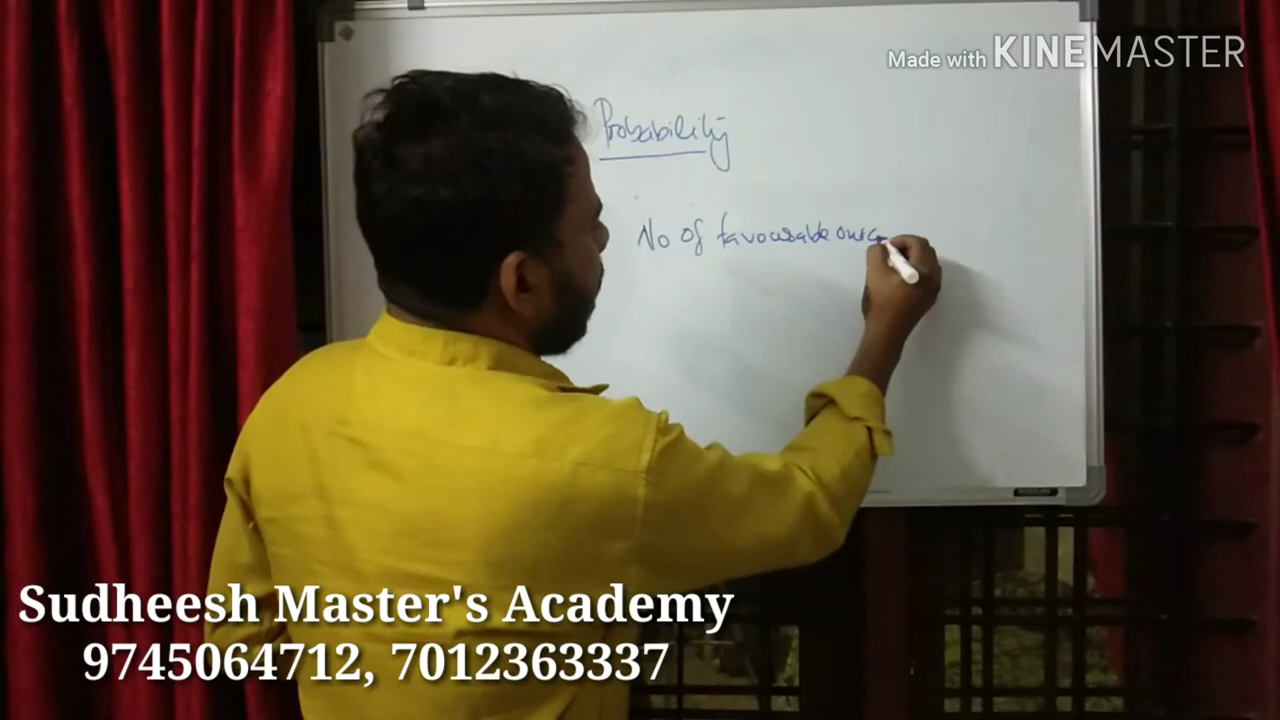 Made with KINEMASTER
Probability
No of favourable
Sudheesh Master's Academy
9745064712, 7012363337